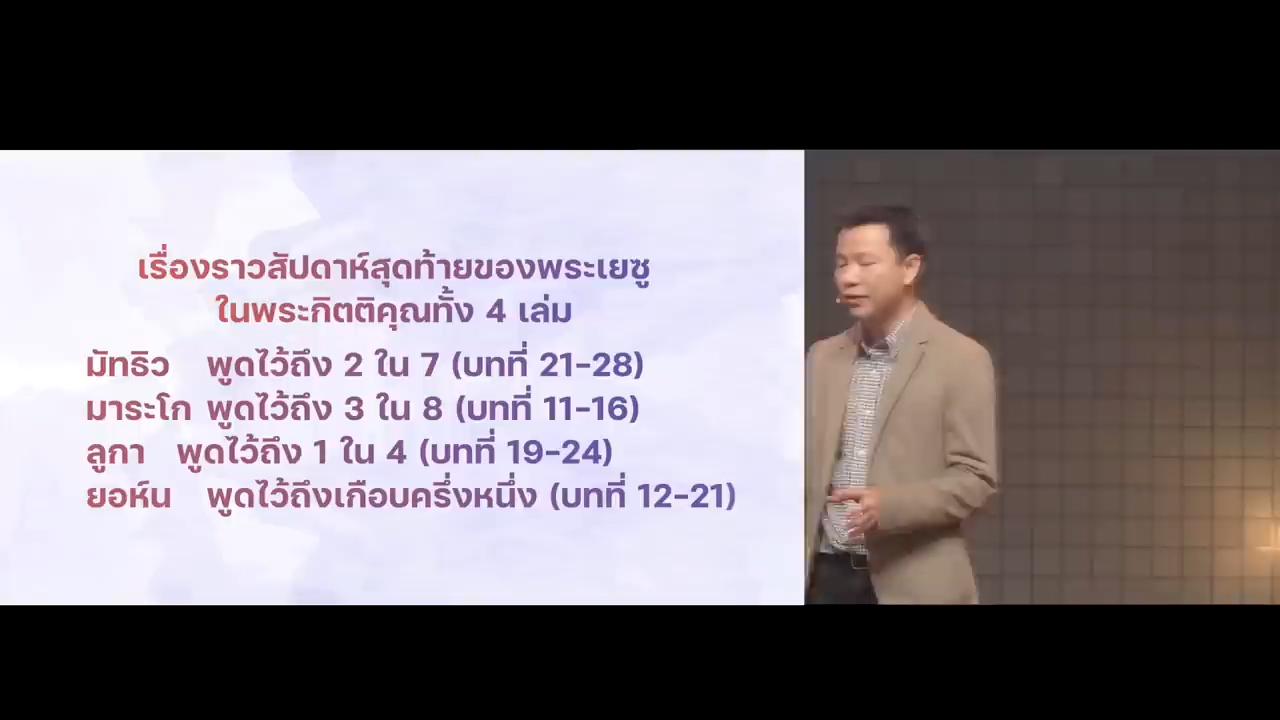 เรื่องราวสัปดาห์สุดท้ายของพระเยซู
ในพระกิตติคุณทั้ง 4 เล่ม
มัทธิว พูดไว้ถึง 2 ใน 7 (บทที่ 21-28)
มาระโก พูดไว้ถึง 3 ใน 8 (บทที่ 11-16)
ลูกา พูดไว้ถึง 1 ใน 4 (บทที่ 19-24)
ยอห์น พูดไว้ถึงเกือบครึ่งหนึ่ง (บทที่ 12-21)